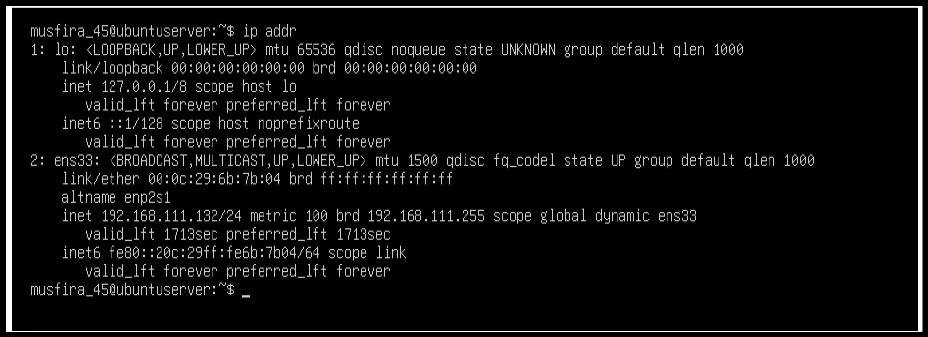 musfira_45@ubuntuserver:~$ ip addr
1: lo: <LOOPBACK,UP,LOWER_UP> mtu 65536 qdisc noqueue state UNKNOWN group default qlen 1000
link/loopback 00:00:00:00:00:00 brd 00:00:00:00:00:00
inet 127.0.0.1/8 scope host lo
valid_lft forever preferred_lft forever
inet6 ::1/128 scope host noprefixroute
valid_lft forever preferred_lft forever
2: ens33: <BROADCAST,MULTICAST,UP,LOWER_UP> mtu 1500 qdisc fq_codel state UP group default qlen 1000
link/ether 00:0c:29:6b:7b:04 brd ff:ff:ff:ff:ff:ff
altname enp2s1
inet 192.168.111.132/24 metric 100 brd 192.168.111.255 scope global dynamic ens33
valid_lft 1713sec preferred_lft 1713sec
inet6 fe80::20c:29ff:fe6b:7b04/64 scope link
valid_lft forever preferred_lft forever
musfira_45@ubuntuserver:~$ _